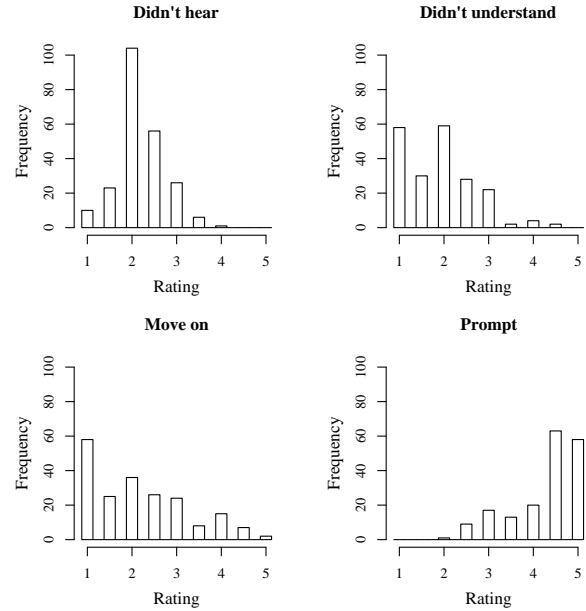 Didn't hear
Didn't understand
Frequency
0 20 40 60 80 100
1 2 3 4 5
Rating
Frequency
0 20 40 60 80 100
1 2 3 4 5
Rating
Move on
Prompt
Frequency
0 20 40 60 80 100
1 2 3 4 5
Rating
Frequency
0 20 40 60 80 100
1 2 3 4 5
Rating